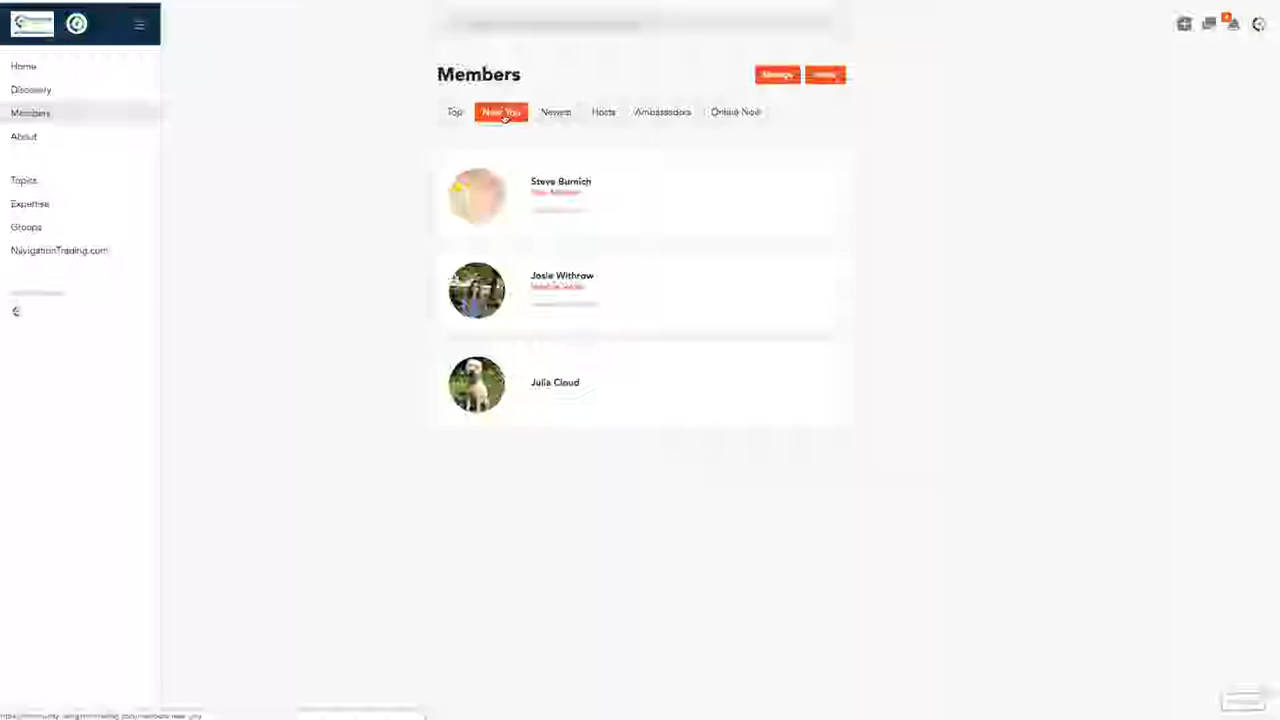 Home
Discovery
Members
About
Topics
Expertise
Groups
NavigationTrading.com
Members
Manage
Top
Near You
Newest
Hosts
Ambassadors
Online Now
Steve Burnich
Josie Withrow
Julia Cloud